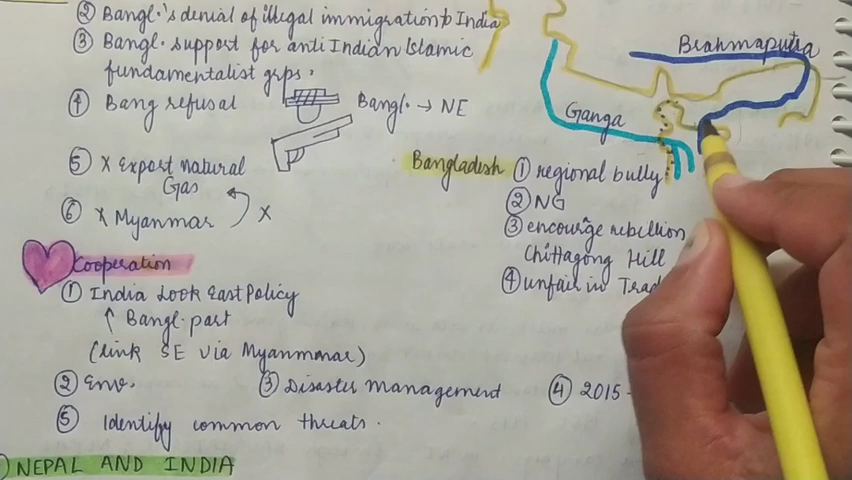 ② Bangl.'s denial of illegal immigration to India
③ Bangl. support for anti Indian Islamic
fundamentalist grps.
④ Bang refusal Bangl. → NE
⑤ x Export natural
Gas
⑥ x Myanmar x
Cooperation
① India Look East Policy
↑ Bangl. part
(link SE via Myanmmar)
② Env. ③ Disaster management ④ 2015 -
⑤ Identify common threats.
NEPAL AND INDIA
Brahmaputra
Ganga
Bangladesh ① regional bully
② NG
③ encourage rebellion
Chittagong Hill
④ unfair in Trad